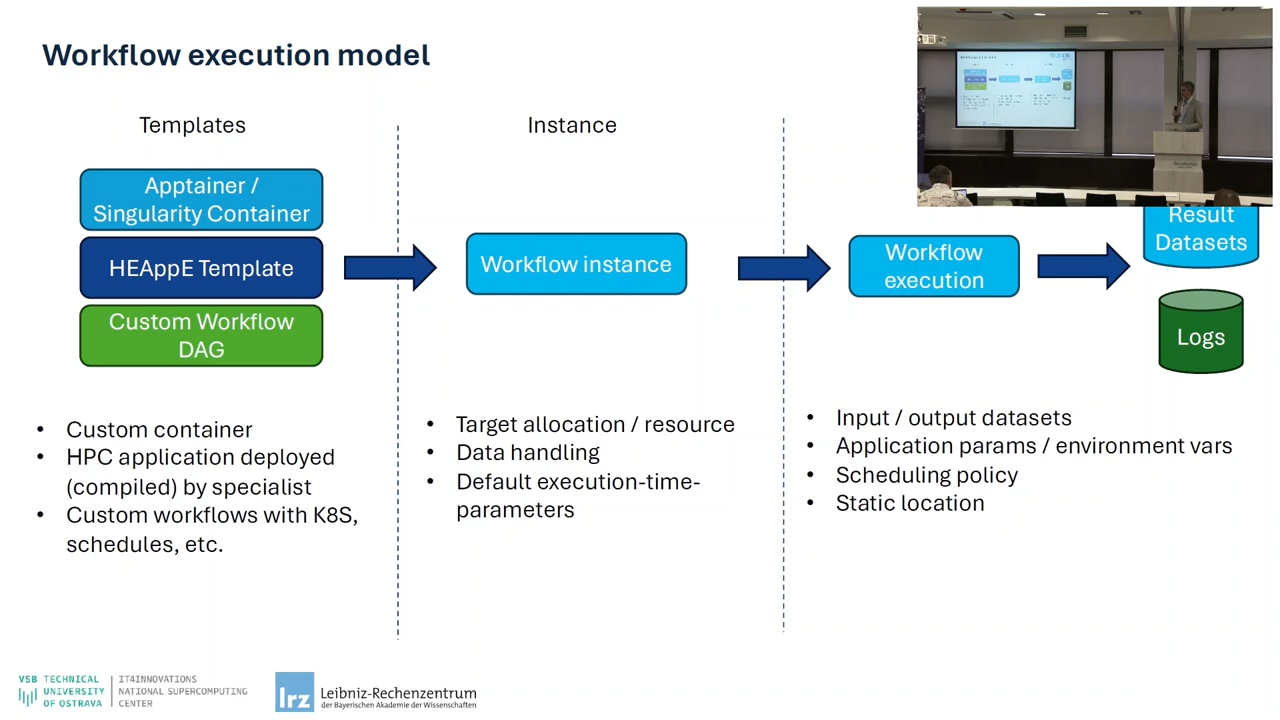 Workflow execution model
Templates
Apptainer /
Singularity Container
HEAppE Template
Custom Workflow
DAG
• Custom container
• HPC application deployed
(compiled) by specialist
• Custom workflows with K8S,
schedules, etc.
Instance
Workflow instance
• Target allocation / resource
• Data handling
• Default execution-time-
parameters
Workflow
execution
Result
Datasets
Logs
• Input / output datasets
• Application params / environment vars
• Scheduling policy
• Static location
VSB TECHNICAL
UNIVERSITY
OF OSTRAVA
IT4INNOVATIONS
NATIONAL SUPERCOMPUTING
CENTER
lrz
Leibniz-Rechenzentrum
der Bayerischen Akademie der Wissenschaften